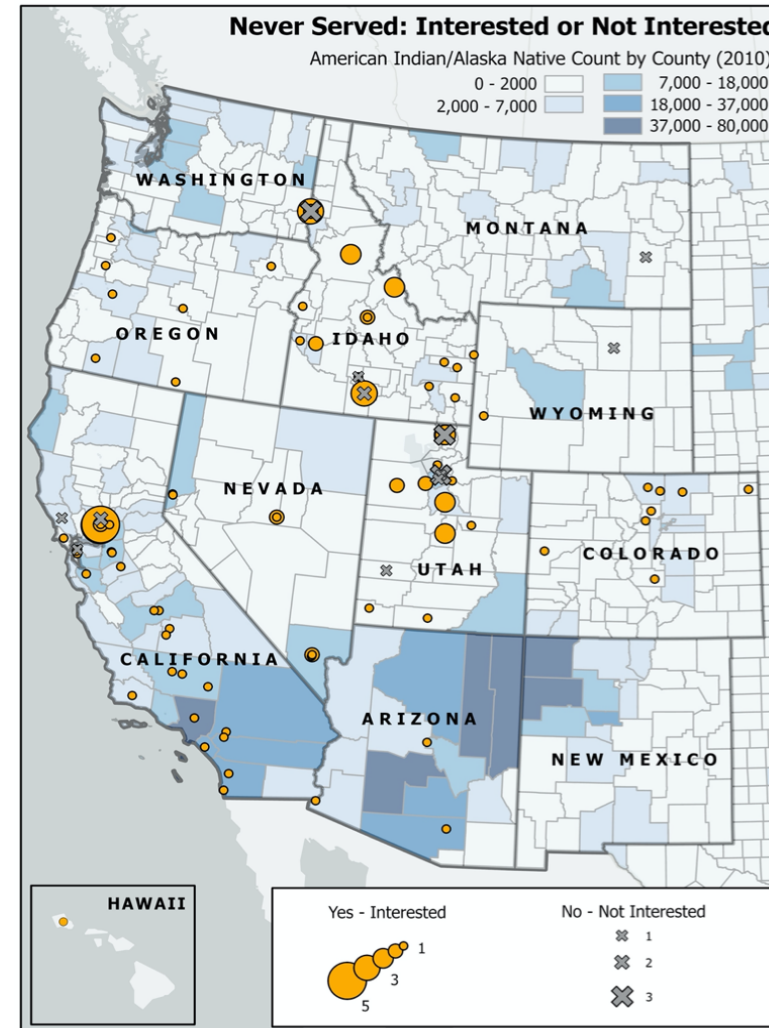 Never Served: Interested or Not Interested
American Indian/Alaska Native Count by County (2010)
0 - 2000
7,000 - 18,000
2,000 - 7,000
18,000 - 37,000
37,000 - 80,000
WASHINGTON
MONTANA
OREGON
IDAHO
WYOMING
NEVADA
UTAH
COLORADO
CALIFORNIA
ARIZONA
NEW MEXICO
HAWAII
Yes - Interested
1
3
5
No - Not Interested
1
2
3